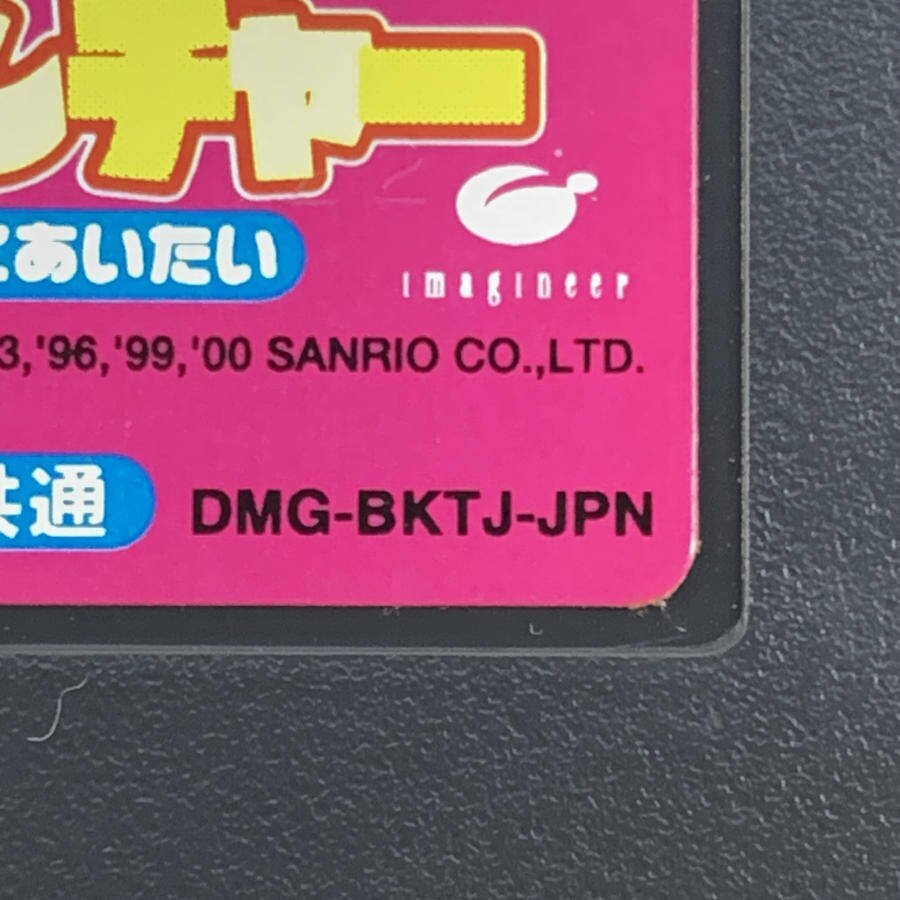 キャー
にあいたい
imagineer
3,'96,'99,'00 SANRIO CO.,LTD.
共通
DMG-BKTJ-JPN